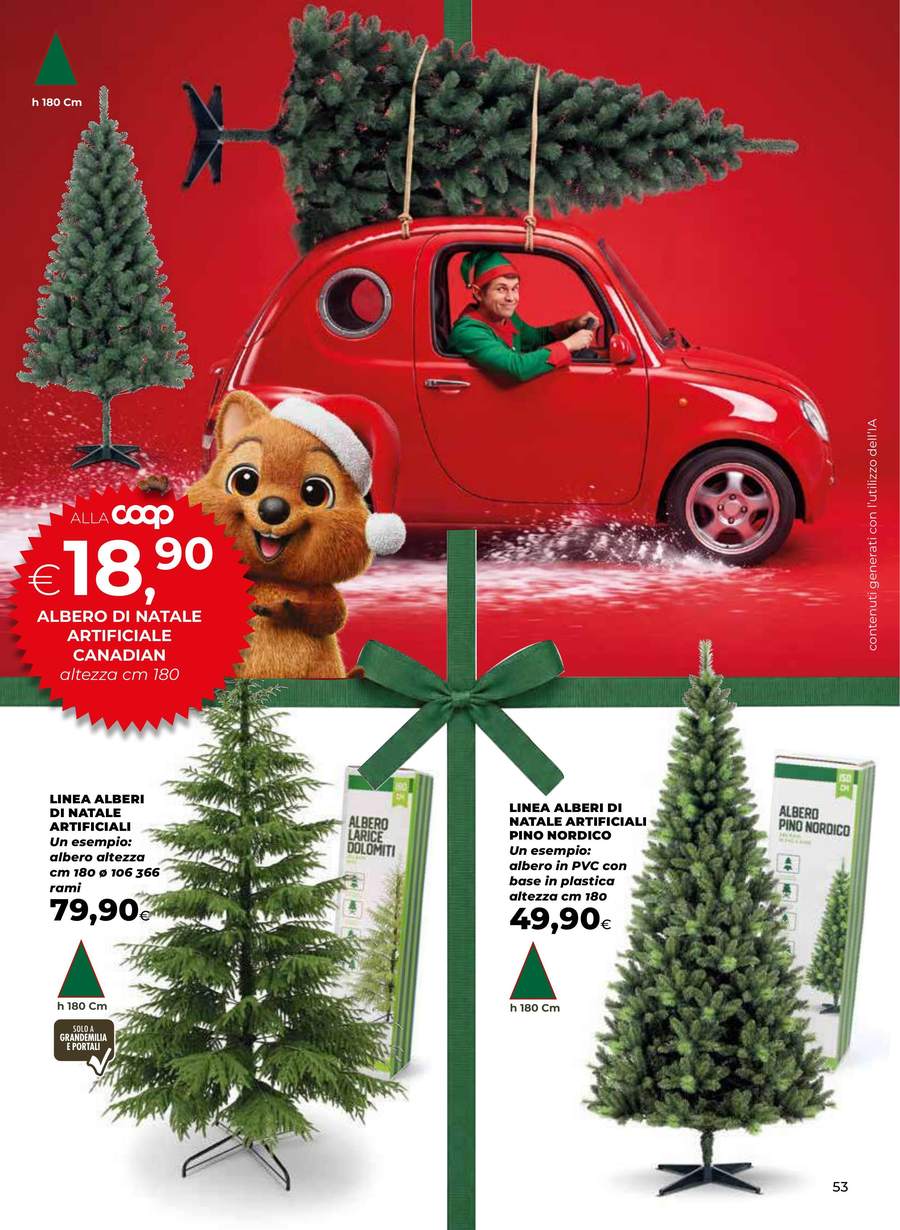 h 180 Cm
ALLA coop
€18,90
ALBERO DI NATALE
ARTIFICIALE
CANADIAN
altezza cm 180
contenuti generati con l'utilizzo dell'IA
LINEA ALBERI
DI NATALE
ARTIFICIALI
Un esempio:
albero altezza
cm 180 ø 106 366
rami
79,90€
h 180 Cm
SOLO A
GRANDEMILIA
E PORTALI
180
CM
ALBERO
LARICE
DOLOMITI
LINEA ALBERI DI
NATALE ARTIFICIALI
PINO NORDICO
Un esempio:
albero in PVC con
base in plastica
altezza cm 180
49,90€
h 180 Cm
CM
ALBERO
PINO NORDICO
53